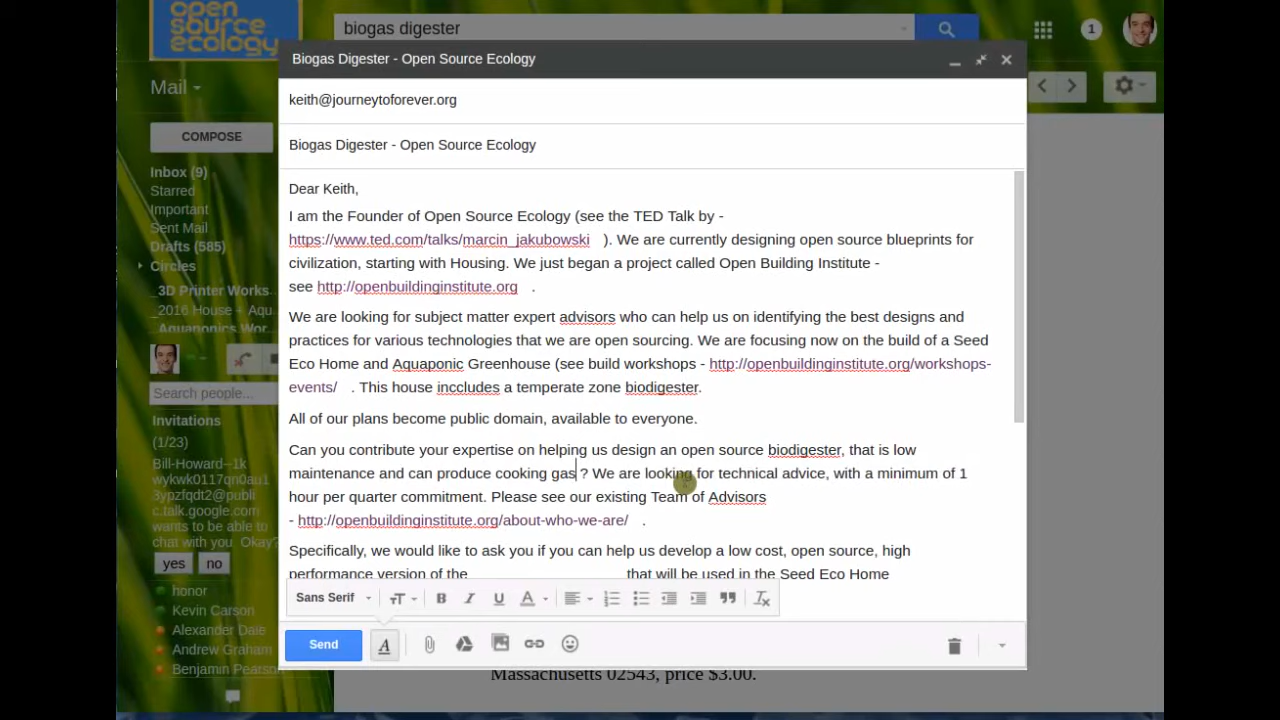 open
source
ecology
biogas digester
1
Mail
COMPOSE
Inbox (9)
Starred
Important
Sent Mail
Drafts (585)
Circles
_3D Printer Works
_2016 House - Aqu
_Aquaponics Wor
Search people...
Invitations
(1/23)
Bill-Howard--1k
wykwk0117qn0au1
3ypzfqdt2@publi
c.talk.google.com
wants to be able to
chat with you. Okay?
yes no
honor
Kevin Carson
Alexander Dale
Andrew Graham
Benjamin Pearson
Biogas Digester - Open Source Ecology
keith@journeytoforever.org
Biogas Digester - Open Source Ecology
Dear Keith,
I am the Founder of Open Source Ecology (see the TED Talk by -
https://www.ted.com/talks/marcin_jakubowski ). We are currently designing open source blueprints for
civilization, starting with Housing. We just began a project called Open Building Institute -
see http://openbuildinginstitute.org .
We are looking for subject matter expert advisors who can help us on identifying the best designs and
practices for various technologies that we are open sourcing. We are focusing now on the build of a Seed
Eco Home and Aquaponic Greenhouse (see build workshops - http://openbuildinginstitute.org/workshops-
events/ . This house inccludes a temperate zone biodigester.
All of our plans become public domain, available to everyone.
Can you contribute your expertise on helping us design an open source biodigester, that is low
maintenance and can produce cooking gas ? We are looking for technical advice, with a minimum of 1
hour per quarter commitment. Please see our existing Team of Advisors
- http://openbuildinginstitute.org/about-who-we-are/ .
Specifically, we would like to ask you if you can help us develop a low cost, open source, high
performance version of the that will be used in the Seed Eco Home
Sans Serif
Send
Massachusetts 02543, price $3.00.